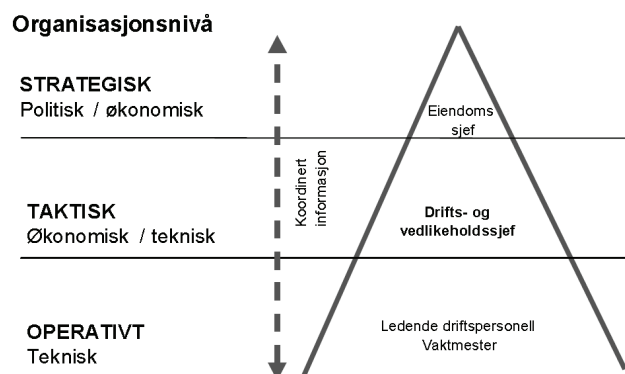 Organisasjonsnivå
STRATEGISK
Politisk / økonomisk
Eiendoms
sjef
Koordinert
informasjon
TAKTISK
Økonomisk / teknisk
Drifts- og
vedlikeholdssjef
OPERATIVT
Teknisk
Ledende driftspersonell
Vaktmester